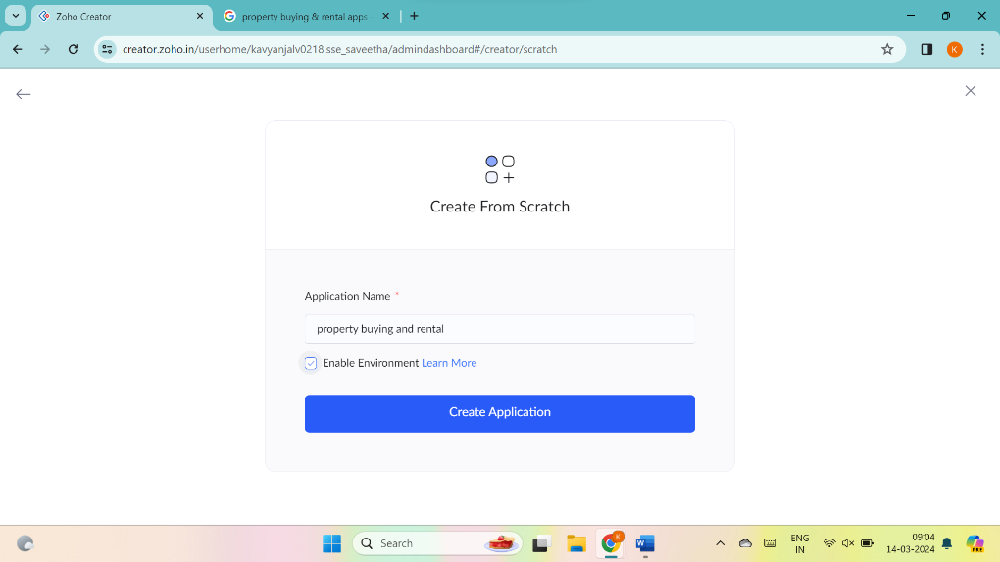 Zoho Creator
property buying & rental apps
creator.zoho.in/userhome/kavyanjalv0218.sse_saveetha/admindashboard#/creator/scratch
K
Create From Scratch
Application Name *
property buying and rental
Enable Environment Learn More
Create Application
Search
K
W
ENG
IN
09:04
14-03-2024
PRE